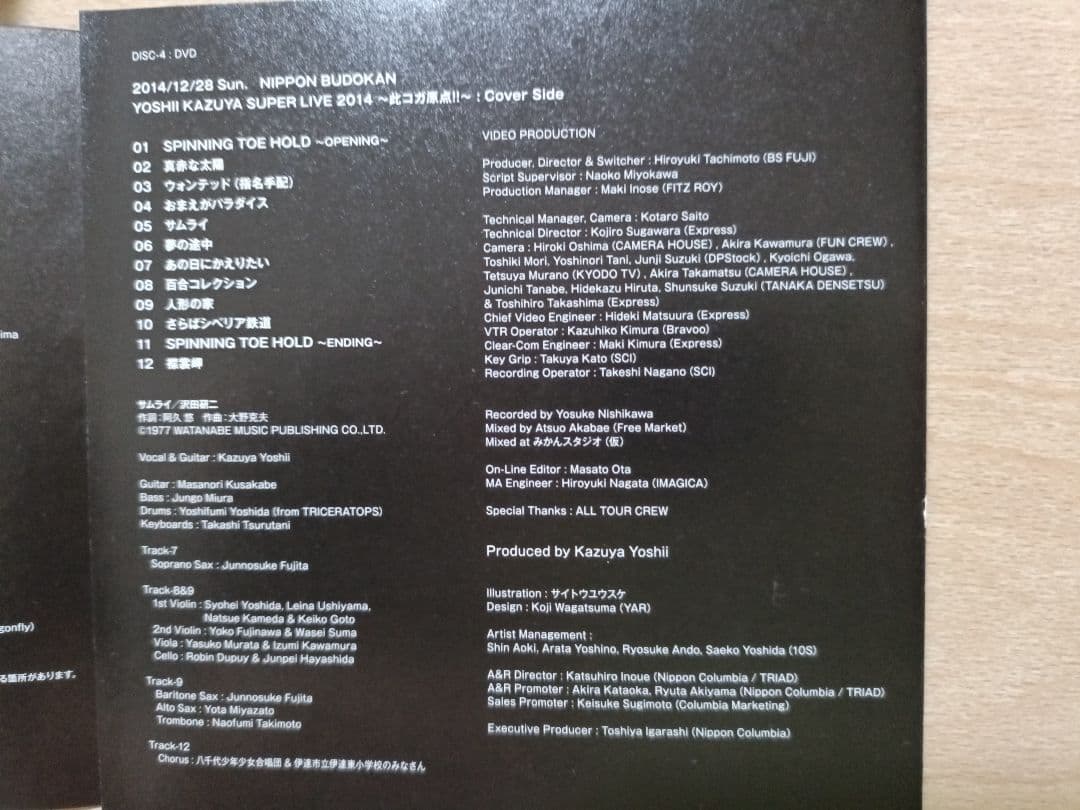 DISC-4 : DVD
2014/12/28 Sun. NIPPON BUDOKAN
YOSHII KAZUYA SUPER LIVE 2014 ～此コガ原点!!～ : Cover Side
01 SPINNING TOE HOLD ~OPENING~
02 真赤な太陽
03 ウォンテッド（指名手配）
04 おまえがパラダイス
05 サムライ
06 夢の途中
07 あの日にかえりたい
08 百合コレクション
09 人形の家
10 さらばシベリア鉄道
11 SPINNING TOE HOLD ~ENDING~
12 襟裳岬
サムライ／沢田研二
作詞：阿久 悠 作曲：大野克夫
©1977 WATANABE MUSIC PUBLISHING CO.,LTD.
Vocal & Guitar : Kazuya Yoshii
Guitar : Masanori Kusakabe
Bass : Jungo Miura
Drums : Yoshifumi Yoshida (from TRICERATOPS)
Keyboards : Takashi Tsurutani
Track-7
Soprano Sax : Junnosuke Fujita
Track-8&9
1st Violin : Syohei Yoshida, Leina Ushiyama,
Natsue Kameda & Keiko Goto
2nd Violin : Yoko Fujinawa & Wasei Suma
Viola : Yasuko Murata & Izumi Kawamura
Cello : Robin Dupuy & Junpei Hayashida
Track-9
Baritone Sax : Junnosuke Fujita
Alto Sax : Yota Miyazato
Trombone : Naofumi Takimoto
Track-12
Chorus : 八千代少年少女合唱団 & 伊達市立伊達東小学校のみなさん
VIDEO PRODUCTION
Producer, Director & Switcher : Hiroyuki Tachimoto (BS FUJI)
Script Supervisor : Naoko Miyokawa
Production Manager : Maki Inose (FITZ ROY)
Technical Manager, Camera : Kotaro Saito
Technical Director : Kojiro Sugawara (Express)
Camera : Hiroki Oshima (CAMERA HOUSE) , Akira Kawamura (FUN CREW) ,
Toshiki Mori, Yoshinori Tani, Junji Suzuki (DPStock) , Kyoichi Ogawa,
Tetsuya Murano (KYODO TV) , Akira Takamatsu (CAMERA HOUSE) ,
Junichi Tanabe, Hidekazu Hiruta, Shunsuke Suzuki (TANAKA DENSETSU)
& Toshihiro Takashima (Express)
Chief Video Engineer : Hideki Matsuura (Express)
VTR Operator : Kazuhiko Kimura (Bravoo)
Clear-Com Engineer : Maki Kimura (Express)
Key Grip : Takuya Kato (SCI)
Recording Operator : Takeshi Nagano (SCI)
Recorded by Yosuke Nishikawa
Mixed by Atsuo Akabae (Free Market)
Mixed at みかんスタジオ（仮）
On-Line Editor : Masato Ota
MA Engineer : Hiroyuki Nagata (IMAGICA)
Special Thanks : ALL TOUR CREW
Produced by Kazuya Yoshii
Illustration : サイトウユウスケ
Design : Koji Wagatsuma (YAR)
Artist Management :
Shin Aoki, Arata Yoshino, Ryosuke Ando, Saeko Yoshida (10S)
A&R Director : Katsuhiro Inoue (Nippon Columbia / TRIAD)
A&R Promoter : Akira Kataoka, Ryuta Akiyama (Nippon Columbia / TRIAD)
Sales Promoter : Keisuke Sugimoto (Columbia Marketing)
Executive Producer : Toshiya Igarashi (Nippon Columbia)
ima
gonfly)
る箇所があります。